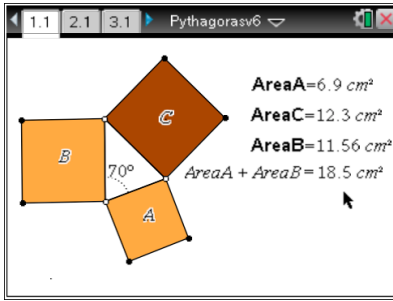 1.1 2.1 3.1 Pythagorasv6
AreaA=6.9 cm²
C
AreaC=12.3 cm²
B
AreaB=11.56 cm²
70°
AreaA + AreaB = 18.5 cm²
A